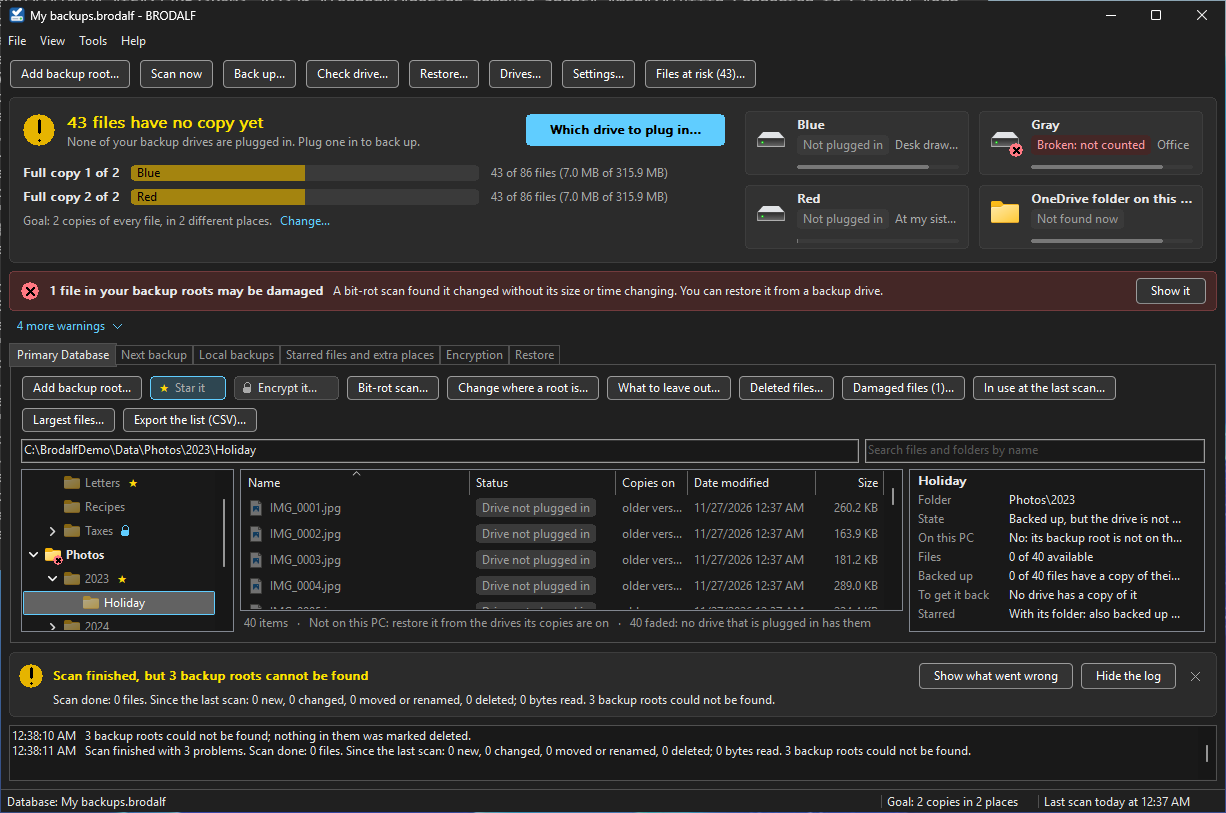 My backups.brodalf - BRODALF
File View Tools Help
Add backup root... Scan now Back up... Check drive... Restore... Drives... Settings... Files at risk (43)...
43 files have no copy yet
None of your backup drives are plugged in. Plug one in to back up.
Which drive to plug in...
Full copy 1 of 2 Blue 43 of 86 files (7.0 MB of 315.9 MB)
Full copy 2 of 2 Red 43 of 86 files (7.0 MB of 315.9 MB)
Goal: 2 copies of every file, in 2 different places. Change...
Blue
Not plugged in Desk draw...
Gray
Broken: not counted Office
Red
Not plugged in At my sist...
OneDrive folder on this ...
Not found now
1 file in your backup roots may be damaged A bit-rot scan found it changed without its size or time changing. You can restore it from a backup drive. Show it
4 more warnings
Primary Database Next backup Local backups Starred files and extra places Encryption Restore
Add backup root... Star it Encrypt it... Bit-rot scan... Change where a root is... What to leave out... Deleted files... Damaged files (1)... In use at the last scan...
Largest files... Export the list (CSV)...
C:\BrodalfDemo\Data\Photos\2023\Holiday Search files and folders by name
Letters
Recipes
Taxes
Photos
2023
Holiday
2024
Name Status Copies on Date modified Size
IMG_0001.jpg Drive not plugged in older vers... 11/27/2026 12:37 AM 260.2 KB
IMG_0002.jpg Drive not plugged in older vers... 11/27/2026 12:37 AM 163.9 KB
IMG_0003.jpg Drive not plugged in older vers... 11/27/2026 12:37 AM 181.2 KB
IMG_0004.jpg Drive not plugged in older vers... 11/27/2026 12:37 AM 289.0 KB
40 items · Not on this PC: restore it from the drives its copies are on · 40 faded: no drive that is plugged in has them
Holiday
Folder Photos\2023
State Backed up, but the drive is not ...
On this PC No: its backup root is not on th...
Files 0 of 40 available
Backed up 0 of 40 files have a copy of thei...
To get it back No drive has a copy of it
Starred With its folder: also backed up ...
Scan finished, but 3 backup roots cannot be found
Scan done: 0 files. Since the last scan: 0 new, 0 changed, 0 moved or renamed, 0 deleted; 0 bytes read. 3 backup roots could not be found.
Show what went wrong Hide the log
12:38:10 AM 3 backup roots could not be found; nothing in them was marked deleted.
12:38:11 AM Scan finished with 3 problems. Scan done: 0 files. Since the last scan: 0 new, 0 changed, 0 moved or renamed, 0 deleted; 0 bytes read. 3 backup roots could not be found.
Database: My backups.brodalf Goal: 2 copies in 2 places Last scan today at 12:37 AM